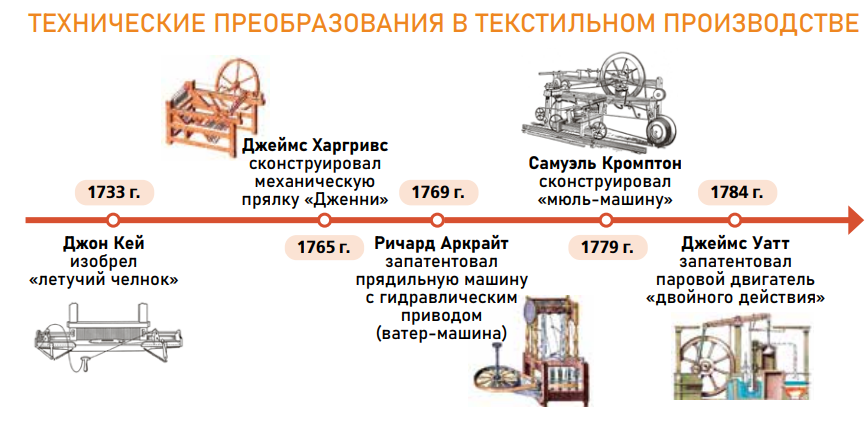 ТЕХНИЧЕСКИЕ ПРЕОБРАЗОВАНИЯ В ТЕКСТИЛЬНОМ ПРОИЗВОДСТВЕ
1733 г.
Джон Кей
изобрел
«летучий челнок»
Джеймс Харгривс
сконструировал
механическую
прялку «Дженни»
1765 г.
1769 г.
Ричард Аркрайт
запатентовал
прядильную машину
с гидравлическим
приводом
(ватер-машина)
Самуэль Кромптон
сконструировал
«мюль-машину»
1779 г.
1784 г.
Джеймс Уатт
запатентовал
паровой двигатель
«двойного действия»